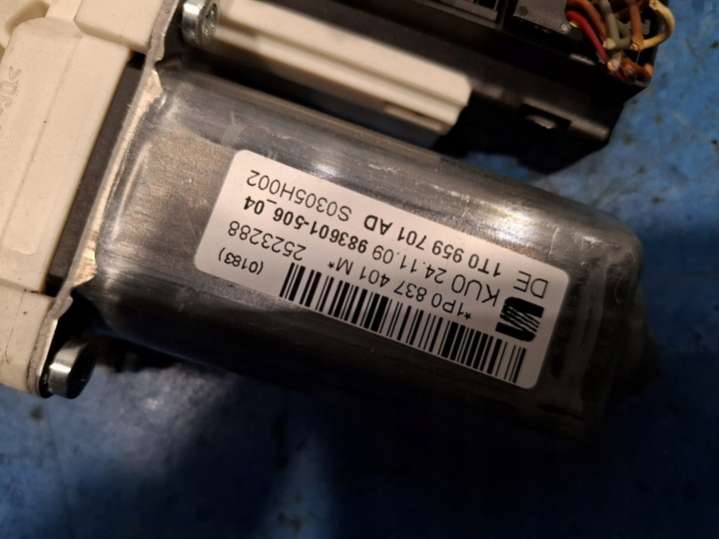 *1P0 837 401 M*
(0183)
KU0 24.11.09 2523288
983601-506_04
DE 1T0 959 701 AD S0305H002